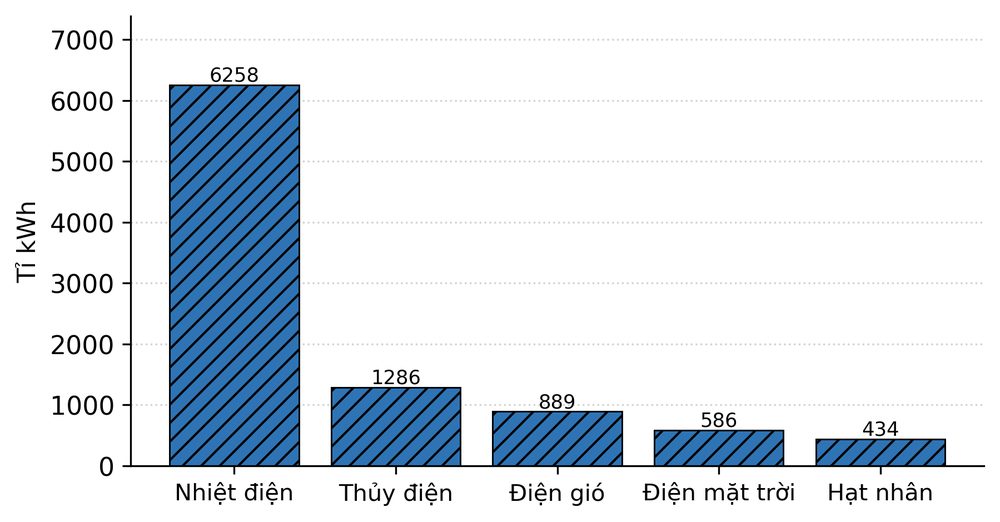 Tỉ kWh
7000
6000
5000
4000
3000
2000
1000
0
6258
1286
889
586
434
Nhiệt điện
Thủy điện
Điện gió
Điện mặt trời
Hạt nhân